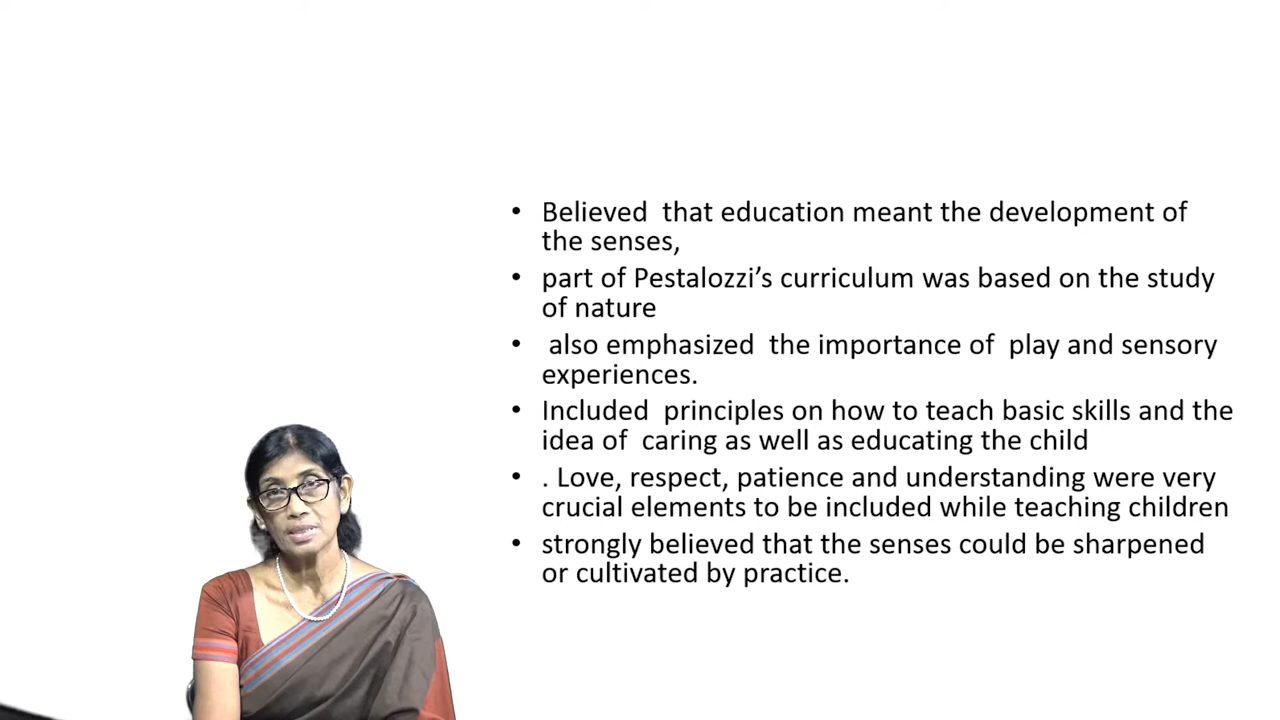 • Believed  that education meant the development of
the senses,
• part of Pestalozzi’s curriculum was based on the study
of nature
•  also emphasized  the importance of  play and sensory
experiences.
• Included  principles on how to teach basic skills and the
idea of  caring as well as educating the child
• . Love, respect, patience and understanding were very
crucial elements to be included while teaching children
• strongly believed that the senses could be sharpened
or cultivated by practice.